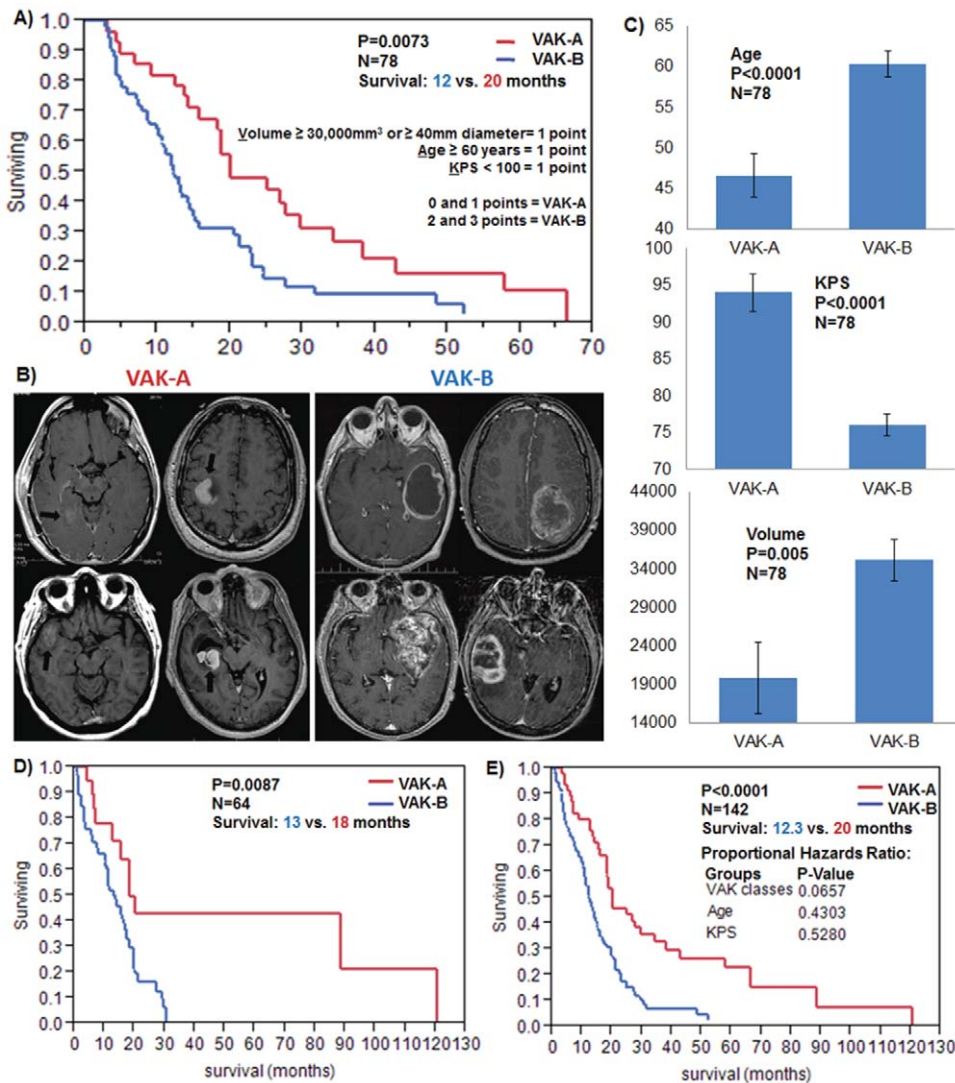 A)
1.0
0.9
0.8
0.7
0.6
0.5
0.4
0.3
0.2
0.1
0.0
Surviving
P=0.0073
N=78
Survival: 12 vs. 20 months
VAK-A
VAK-B
Volume ≥ 30,000mm³ or ≥ 40mm diameter= 1 point
Age ≥ 60 years = 1 point
KPS < 100 = 1 point
0 and 1 points = VAK-A
2 and 3 points = VAK-B
0 10 20 30 40 50 60 70
B)
VAK-A VAK-B
C)
65
60
55
50
45
40
Age
P<0.0001
N=78
VAK-A VAK-B
100
95
90
85
80
75
70
KPS
P<0.0001
N=78
VAK-A VAK-B
44000
39000
34000
29000
24000
19000
14000
Volume
P=0.005
N=78
VAK-A VAK-B
D)
1.0
0.9
0.8
0.7
0.6
0.5
0.4
0.3
0.2
0.1
0.0
Surviving
P=0.0087
N=64
Survival: 13 vs. 18 months
VAK-A
VAK-B
0 10 20 30 40 50 60 70 80 90 100 110 120 130
survival (months)
E)
1.0
0.9
0.8
0.7
0.6
0.5
0.4
0.3
0.2
0.1
0.0
Surviving
P<0.0001
N=142
VAK-A
VAK-B
Survival: 12.3 vs. 20 months
Proportional Hazards Ratio:
Groups P-Value
VAK classes 0.0657
Age 0.4303
KPS 0.5280
0 10 20 30 40 50 60 70 80 90 100 110 120 130
survival (months)